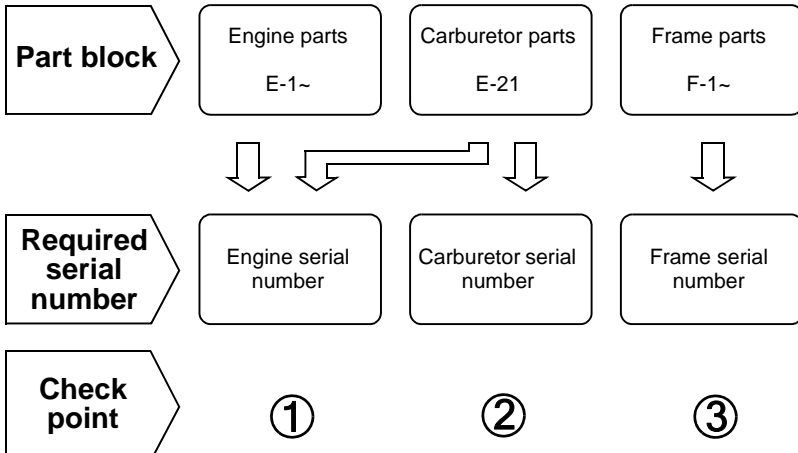 Part block
Engine parts
E-1~
Carburetor parts
E-21
Frame parts
F-1~
Required
serial
number
Engine serial
number
Carburetor serial
number
Frame serial
number
Check
point
①
②
③